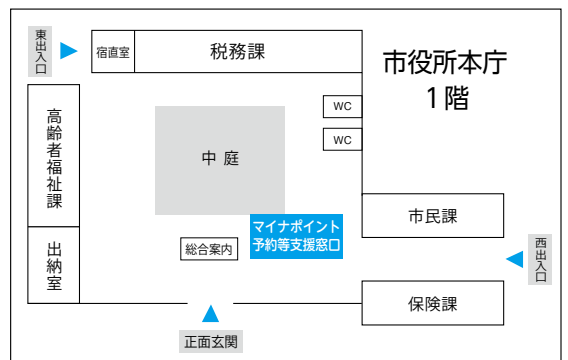 東出入口
宿直室
税務課
市役所本庁
1階
高齢者福祉課
WC
WC
中庭
市民課
マイナポイント
予約等支援窓口
総合案内
出納室
西出入口
保険課
正面玄関